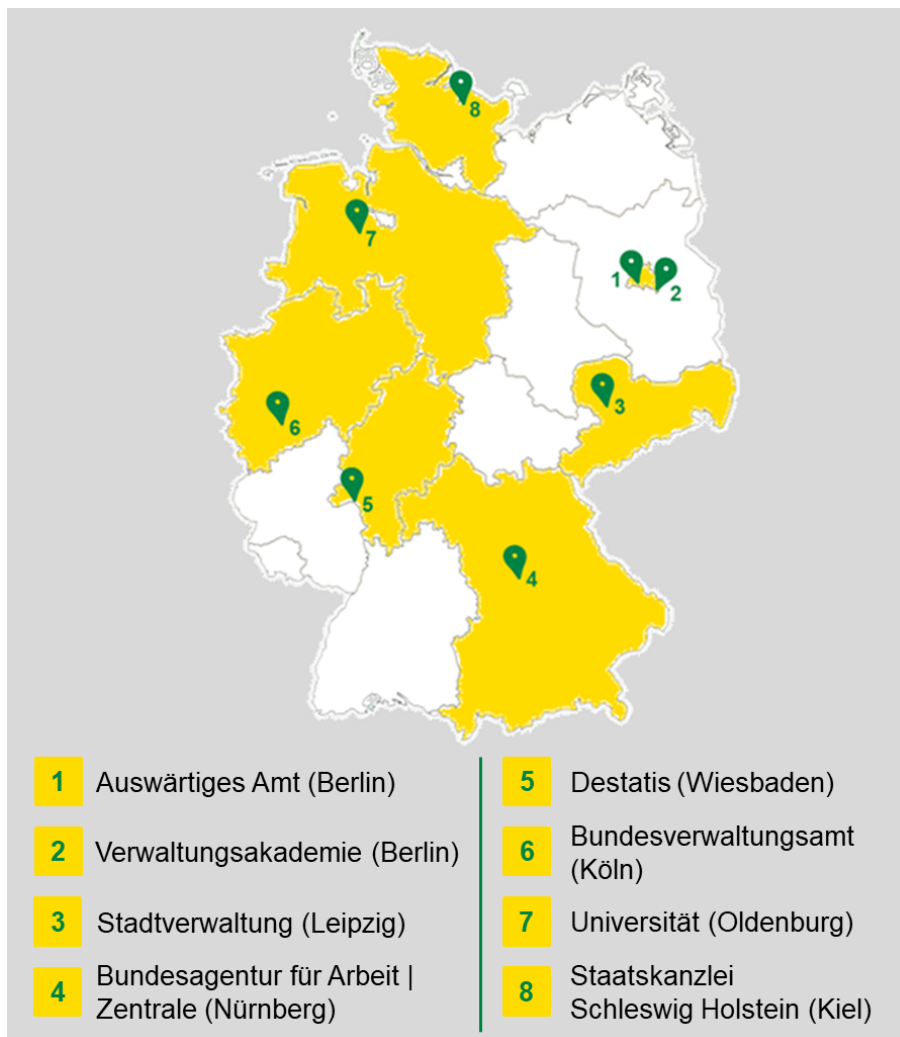 8
7
1
2
3
6
5
4
1 Auswärtiges Amt (Berlin)
2 Verwaltungsakademie (Berlin)
3 Stadtverwaltung (Leipzig)
4 Bundesagentur für Arbeit |
Zentrale (Nürnberg)
5 Destatis (Wiesbaden)
6 Bundesverwaltungsamt
(Köln)
7 Universität (Oldenburg)
8 Staatskanzlei
Schleswig Holstein (Kiel)